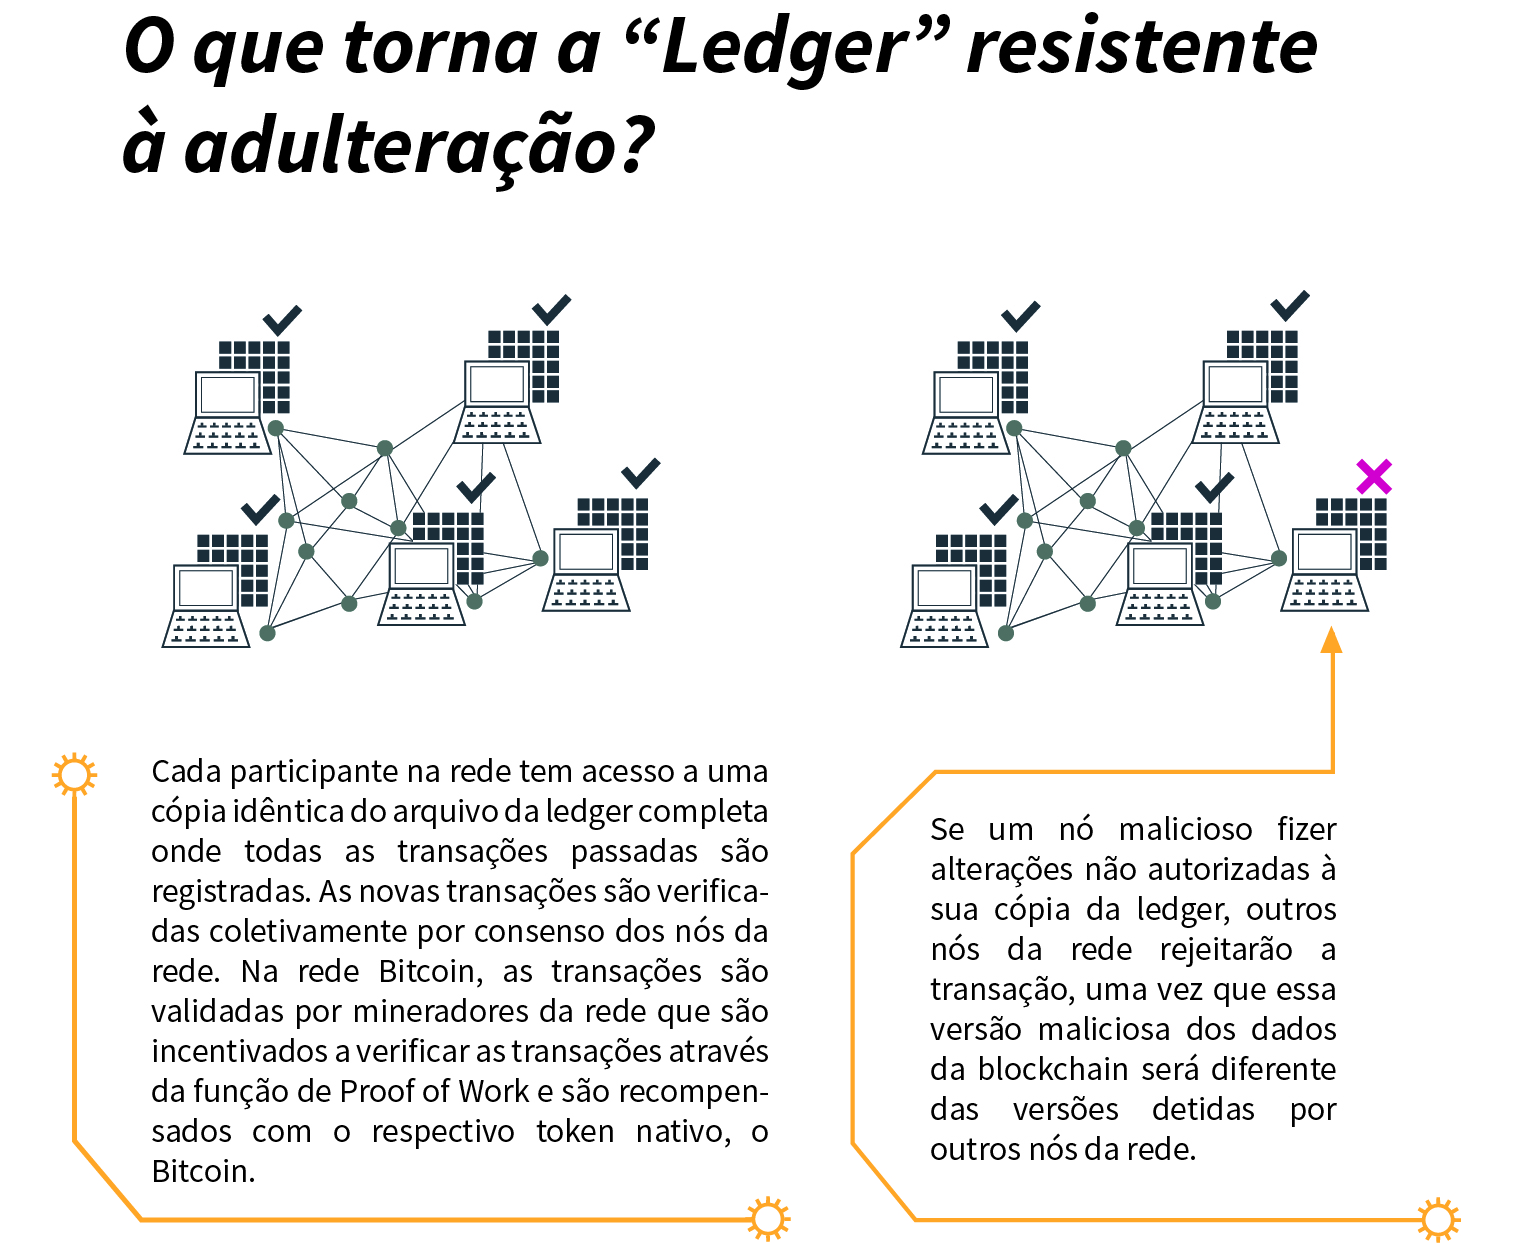 O que torna a “Ledger” resistente
à adulteração?
Cada participante na rede tem acesso a uma
cópia idêntica do arquivo da ledger completa
onde todas as transações passadas são
registradas. As novas transações são verifica-
das coletivamente por consenso dos nós da
rede. Na rede Bitcoin, as transações são
validadas por mineradores da rede que são
incentivados a verificar as transações através
da função de Proof of Work e são recompen-
sados com o respectivo token nativo, o
Bitcoin.
Se um nó malicioso fizer
alterações não autorizadas à
sua cópia da ledger, outros
nós da rede rejeitarão a
transação, uma vez que essa
versão maliciosa dos dados
da blockchain será diferente
das versões detidas por
outros nós da rede.